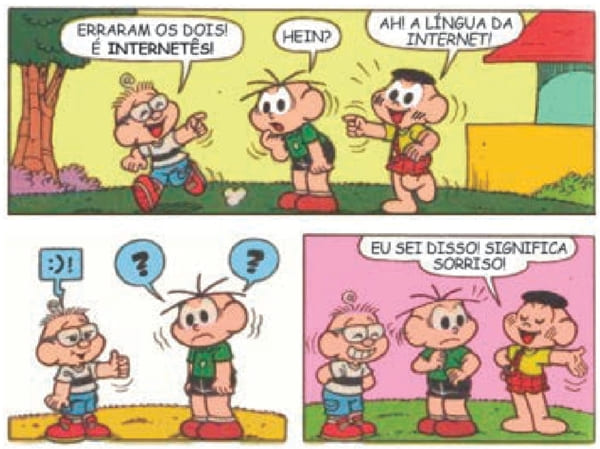 ERRARAM OS DOIS!
É INTERNETÊS!
HEIN?
AH! A LÍNGUA DA
INTERNET!
:)!
?
?
EU SEI DISSO! SIGNIFICA
SORRISO!